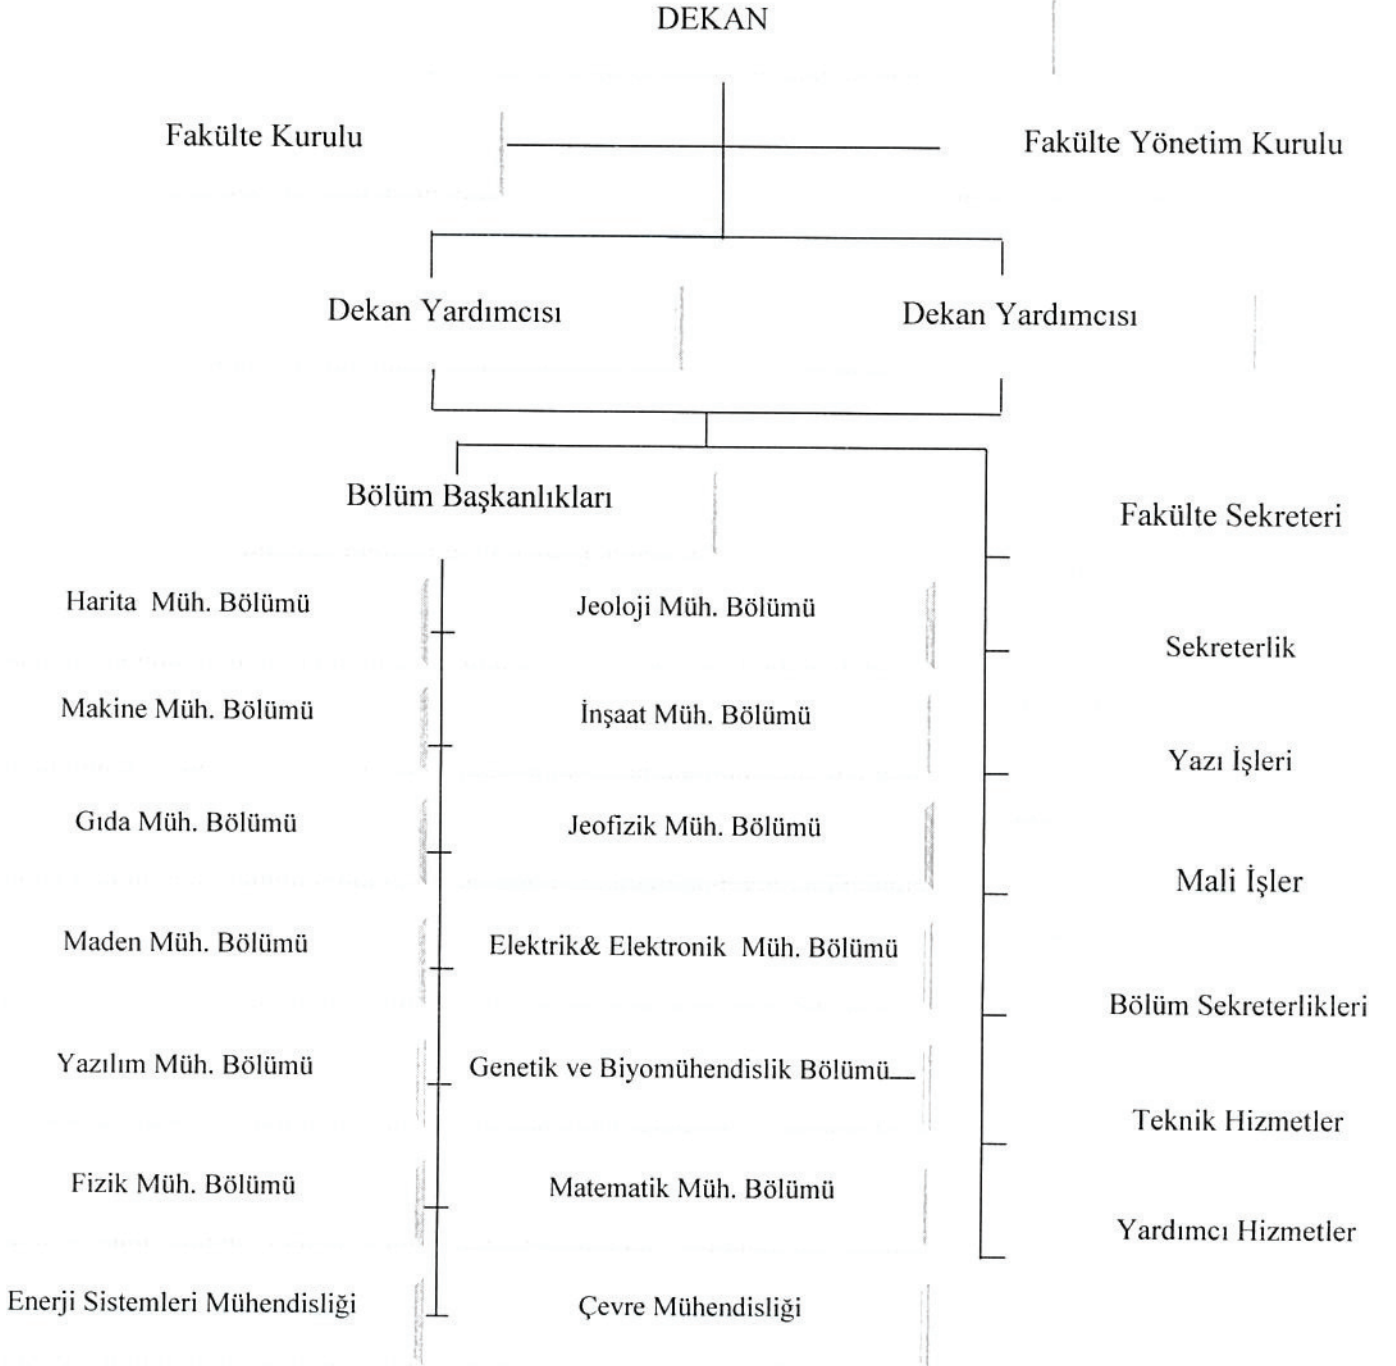 DEKAN
Fakülte Kurulu
Fakülte Yönetim Kurulu
Dekan Yardımcısı
Dekan Yardımcısı
Bölüm Başkanlıkları
Fakülte Sekreteri
Harita Müh. Bölümü
Jeoloji Müh. Bölümü
Sekreterlik
Makine Müh. Bölümü
İnşaat Müh. Bölümü
Yazı İşleri
Gıda Müh. Bölümü
Jeofizik Müh. Bölümü
Mali İşler
Maden Müh. Bölümü
Elektrik& Elektronik Müh. Bölümü
Bölüm Sekreterlikleri
Yazılım Müh. Bölümü
Genetik ve Biyomühendislik Bölümü
Teknik Hizmetler
Fizik Müh. Bölümü
Matematik Müh. Bölümü
Yardımcı Hizmetler
Enerji Sistemleri Mühendisliği
Çevre Mühendisliği